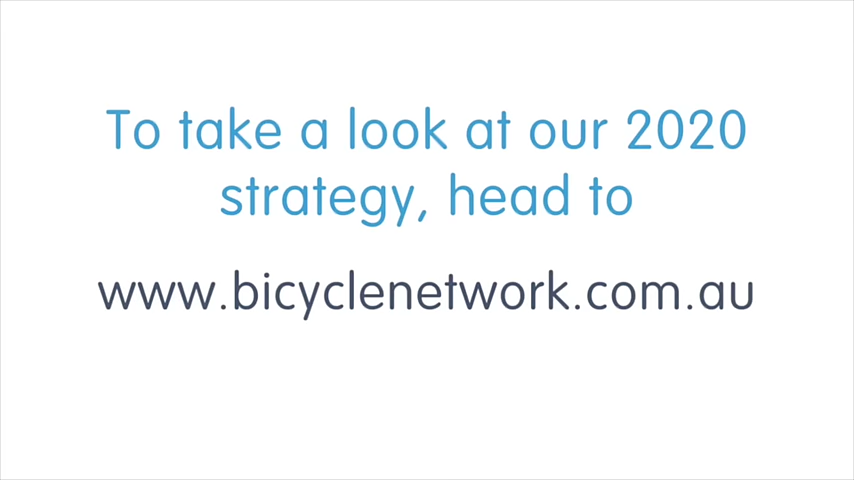 To take a look at our 2020
strategy, head to
www.bicyclenetwork.com.au